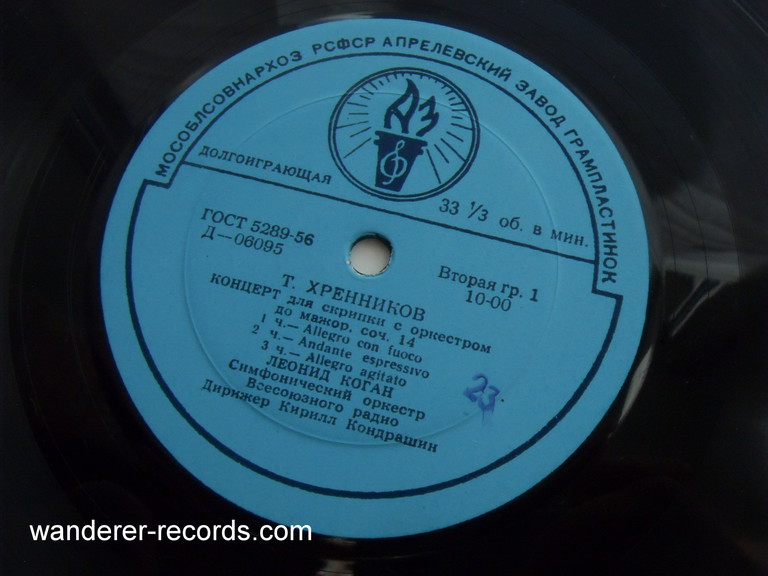 МОСОБЛСОВНАРХОЗ РСФСР АПРЕЛЕВСКИЙ ЗАВОД ГРАМПЛАСТИНОК
АЗ
ДОЛГОИГРАЮЩАЯ
33 1/3 об. в мин.
ГОСТ 5289-56
Д—06095
Вторая гр. 1
10-00
Т. ХРЕННИКОВ
КОНЦЕРТ для скрипки с оркестром
до мажор, соч. 14
1 ч.— Allegro con fuoco
2 ч.— Andante espressivo
3 ч.— Allegro agitato
ЛЕОНИД КОГАН
Симфонический оркестр
Всесоюзного радио
Дирижер Кирилл Кондрашин
23
wanderer-records.com